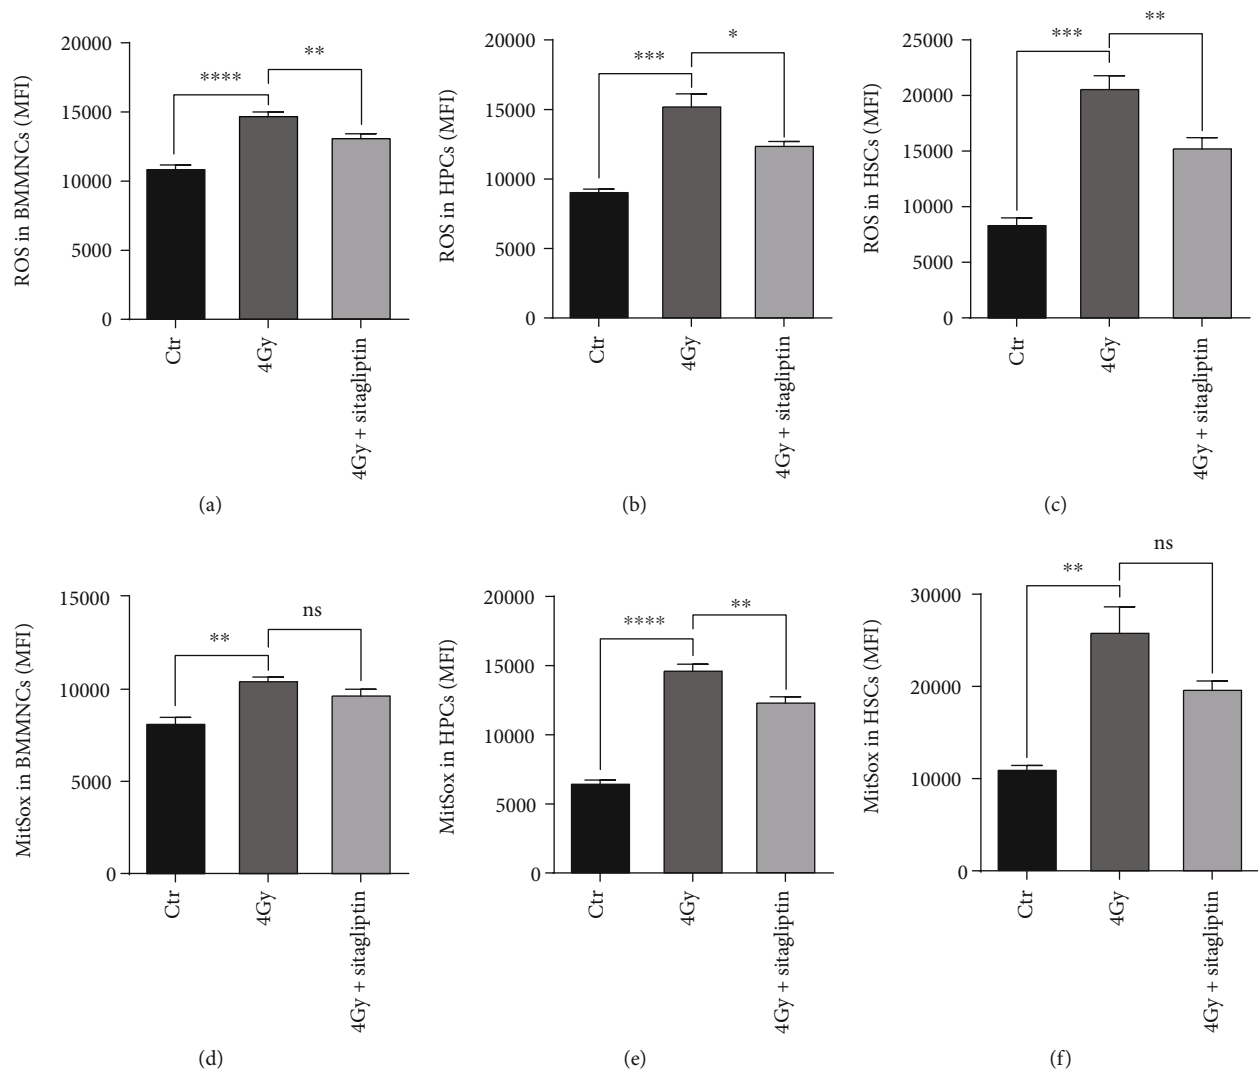 ROS in BMMNCs (MFI)
20000
15000
10000
5000
0
****
**
Ctr
4Gy
4Gy + sitagliptin
(a)
ROS in HPCs (MFI)
20000
15000
10000
5000
0
***
*
Ctr
4Gy
4Gy + sitagliptin
(b)
ROS in HSCs (MFI)
25000
20000
15000
10000
5000
0
***
**
Ctr
4Gy
4Gy + sitagliptin
(c)
MitSox in BMMNCs (MFI)
15000
10000
5000
0
**
ns
Ctr
4Gy
4Gy + sitagliptin
(d)
MitSox in HPCs (MFI)
20000
15000
10000
5000
0
****
**
Ctr
4Gy
4Gy + sitagliptin
(e)
MitSox in HSCs (MFI)
30000
20000
10000
0
**
ns
Ctr
4Gy
4Gy + sitagliptin
(f)